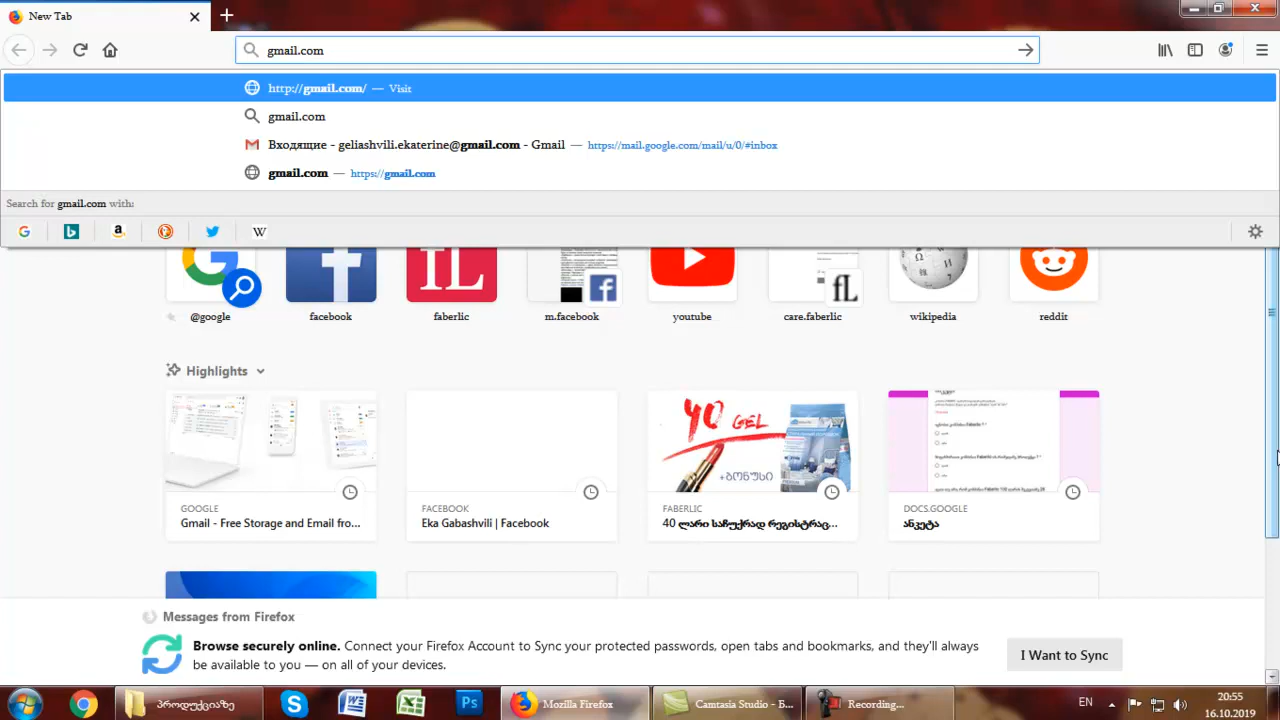 New Tab
gmail.com
http://gmail.com/ — Visit
gmail.com
Входящие - geliashvili.ekaterine@gmail.com - Gmail — https://mail.google.com/mail/u/0/#inbox
gmail.com — https://gmail.com
Search for gmail.com with:
@google
facebook
faberlic
m.facebook
youtube
care.faberlic
wikipedia
reddit
Highlights
40 GEL
+ბონუსი
GOOGLE
Gmail - Free Storage and Email fro...
FACEBOOK
Eka Gabashvili | Facebook
FABERLIC
40 ლარი საჩუქრად რეგისტრაც...
DOCS.GOOGLE
ანკეტა
Messages from Firefox
Browse securely online. Connect your Firefox Account to Sync your protected passwords, open tabs and bookmarks, and they'll always
be available to you — on all of your devices.
I Want to Sync
პროდუქციაზე
Mozilla Firefox
Camtasia Studio - Б...
Recording...
EN
20:55
16.10.2019